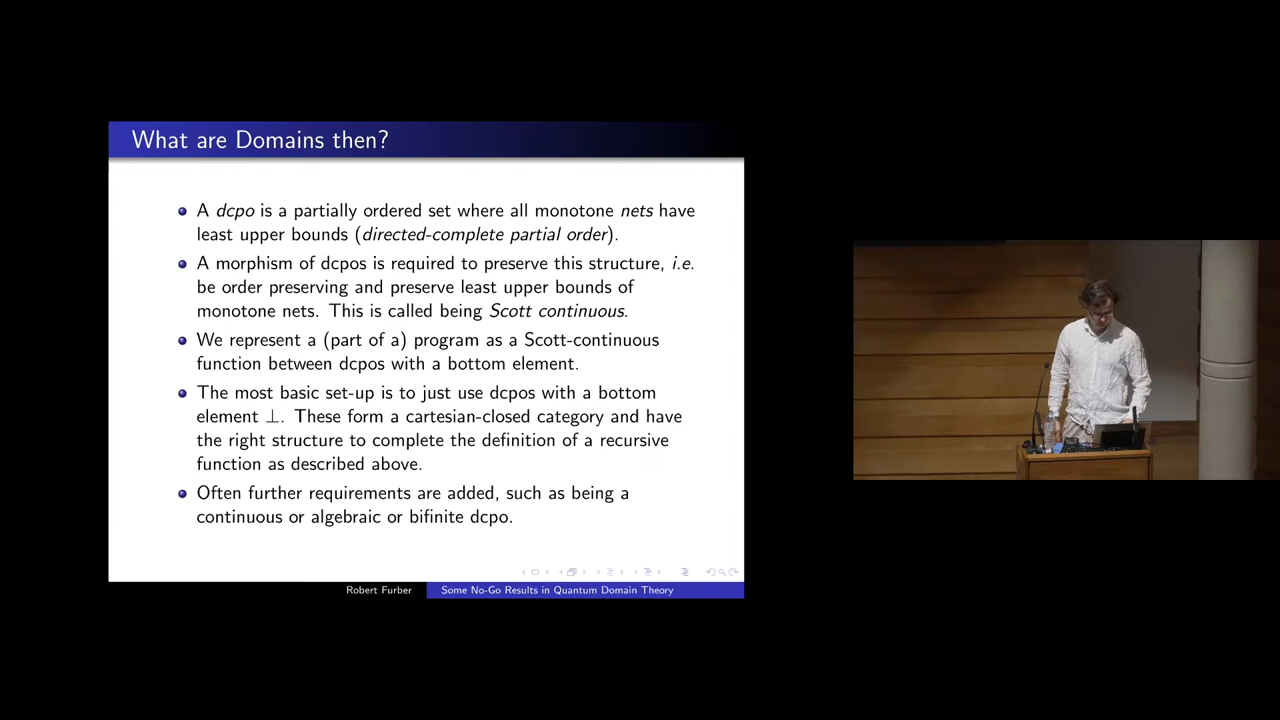 What are Domains then?
A dcpo is a partially ordered set where all monotone nets have
least upper bounds (directed-complete partial order).
A morphism of dcpos is required to preserve this structure, i.e.
be order preserving and preserve least upper bounds of
monotone nets. This is called being Scott continuous.
We represent a (part of a) program as a Scott-continuous
function between dcpos with a bottom element.
The most basic set-up is to just use dcpos with a bottom
element ⊥. These form a cartesian-closed category and have
the right structure to complete the definition of a recursive
function as described above.
Often further requirements are added, such as being a
continuous or algebraic or bifinite dcpo.
Robert Furber
Some No-Go Results in Quantum Domain Theory